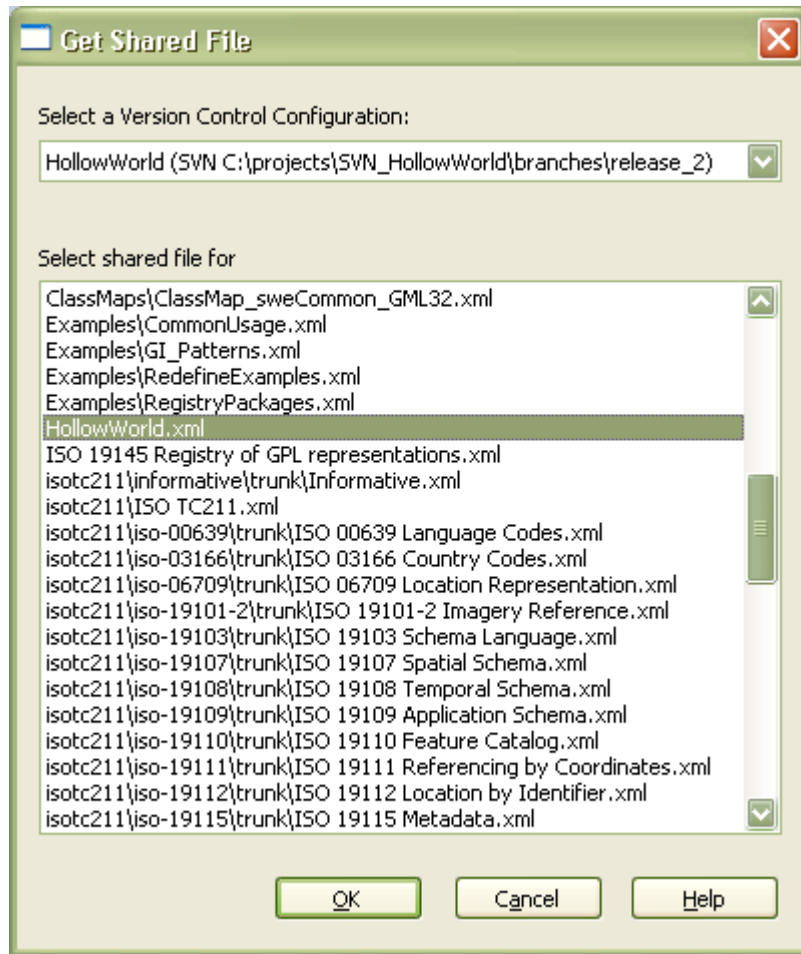 Get Shared File
Select a Version Control Configuration:
HollowWorld (SVN C:\projects\SVN_HollowWorld\branches\release_2)
Select shared file for
ClassMaps\ClassMap_sweCommon_GML32.xml
Examples\CommonUsage.xml
Examples\GI_Patterns.xml
Examples\RedefineExamples.xml
Examples\RegistryPackages.xml
HollowWorld.xml
ISO 19145 Registry of GPL representations.xml
isotc211\informative\trunk\Informative.xml
isotc211\ISO TC211.xml
isotc211\iso-00639\trunk\ISO 00639 Language Codes.xml
isotc211\iso-03166\trunk\ISO 03166 Country Codes.xml
isotc211\iso-06709\trunk\ISO 06709 Location Representation.xml
isotc211\iso-19101-2\trunk\ISO 19101-2 Imagery Reference.xml
isotc211\iso-19103\trunk\ISO 19103 Schema Language.xml
isotc211\iso-19107\trunk\ISO 19107 Spatial Schema.xml
isotc211\iso-19108\trunk\ISO 19108 Temporal Schema.xml
isotc211\iso-19109\trunk\ISO 19109 Application Schema.xml
isotc211\iso-19110\trunk\ISO 19110 Feature Catalog.xml
isotc211\iso-19111\trunk\ISO 19111 Referencing by Coordinates.xml
isotc211\iso-19112\trunk\ISO 19112 Location by Identifier.xml
isotc211\iso-19115\trunk\ISO 19115 Metadata.xml
OK Cancel Help